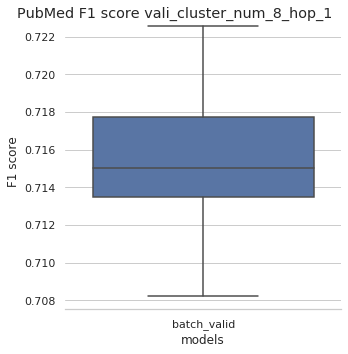 PubMed F1 score vali_cluster_num_8_hop_1
0.722
0.720
0.718
0.716
0.714
0.712
0.710
0.708
F1 score
batch_valid
models